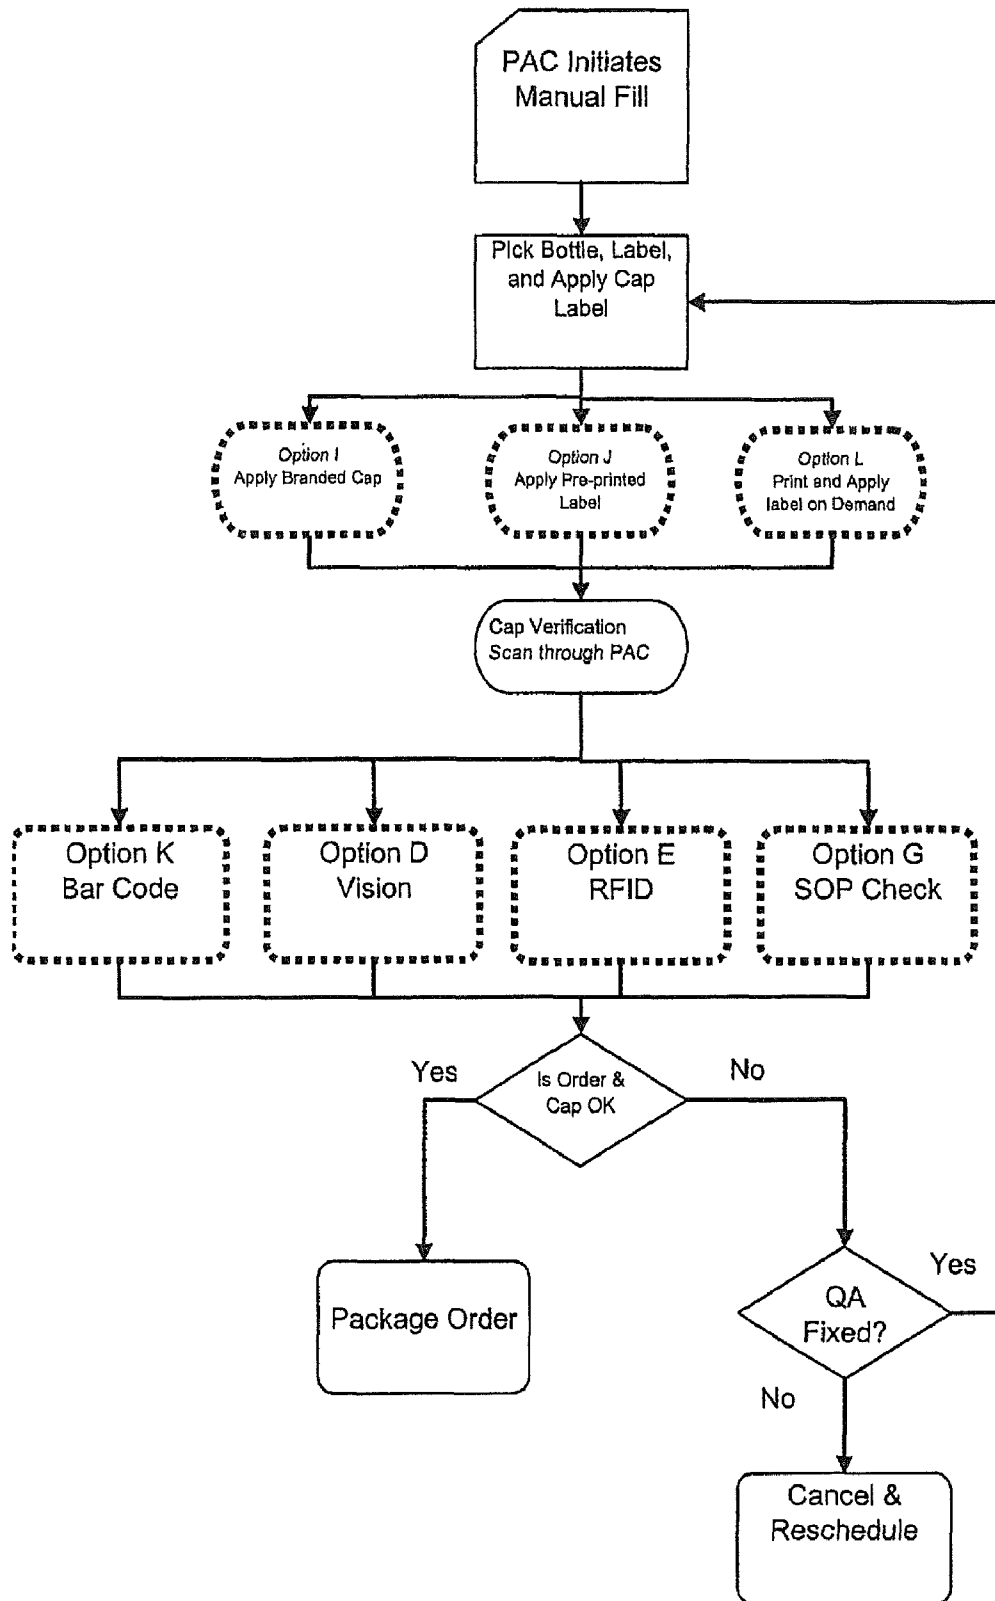 PAC Initiates
Manual Fill
Pick Bottle, Label,
and Apply Cap
Label
Option I
Apply Branded Cap
Option J
Apply Pre-printed
Label
Option L
Print and Apply
label on Demand
Cap Verification
Scan through PAC
Option K
Bar Code
Option D
Vision
Option E
RFID
Option G
SOP Check
Yes
Is Order &
Cap OK
No
Package Order
QA
Fixed?
Yes
No
Cancel &
Reschedule